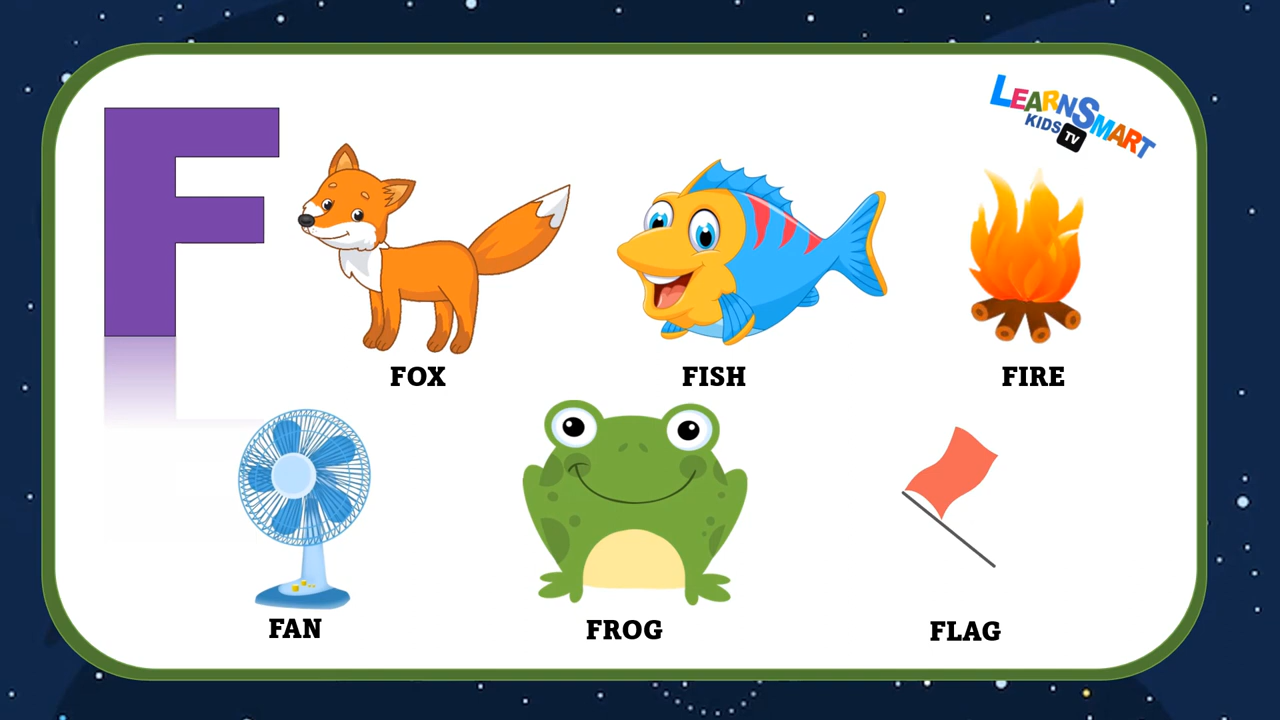 F
LEARNSMART
KIDS TV
FOX
FISH
FIRE
FAN
FROG
FLAG